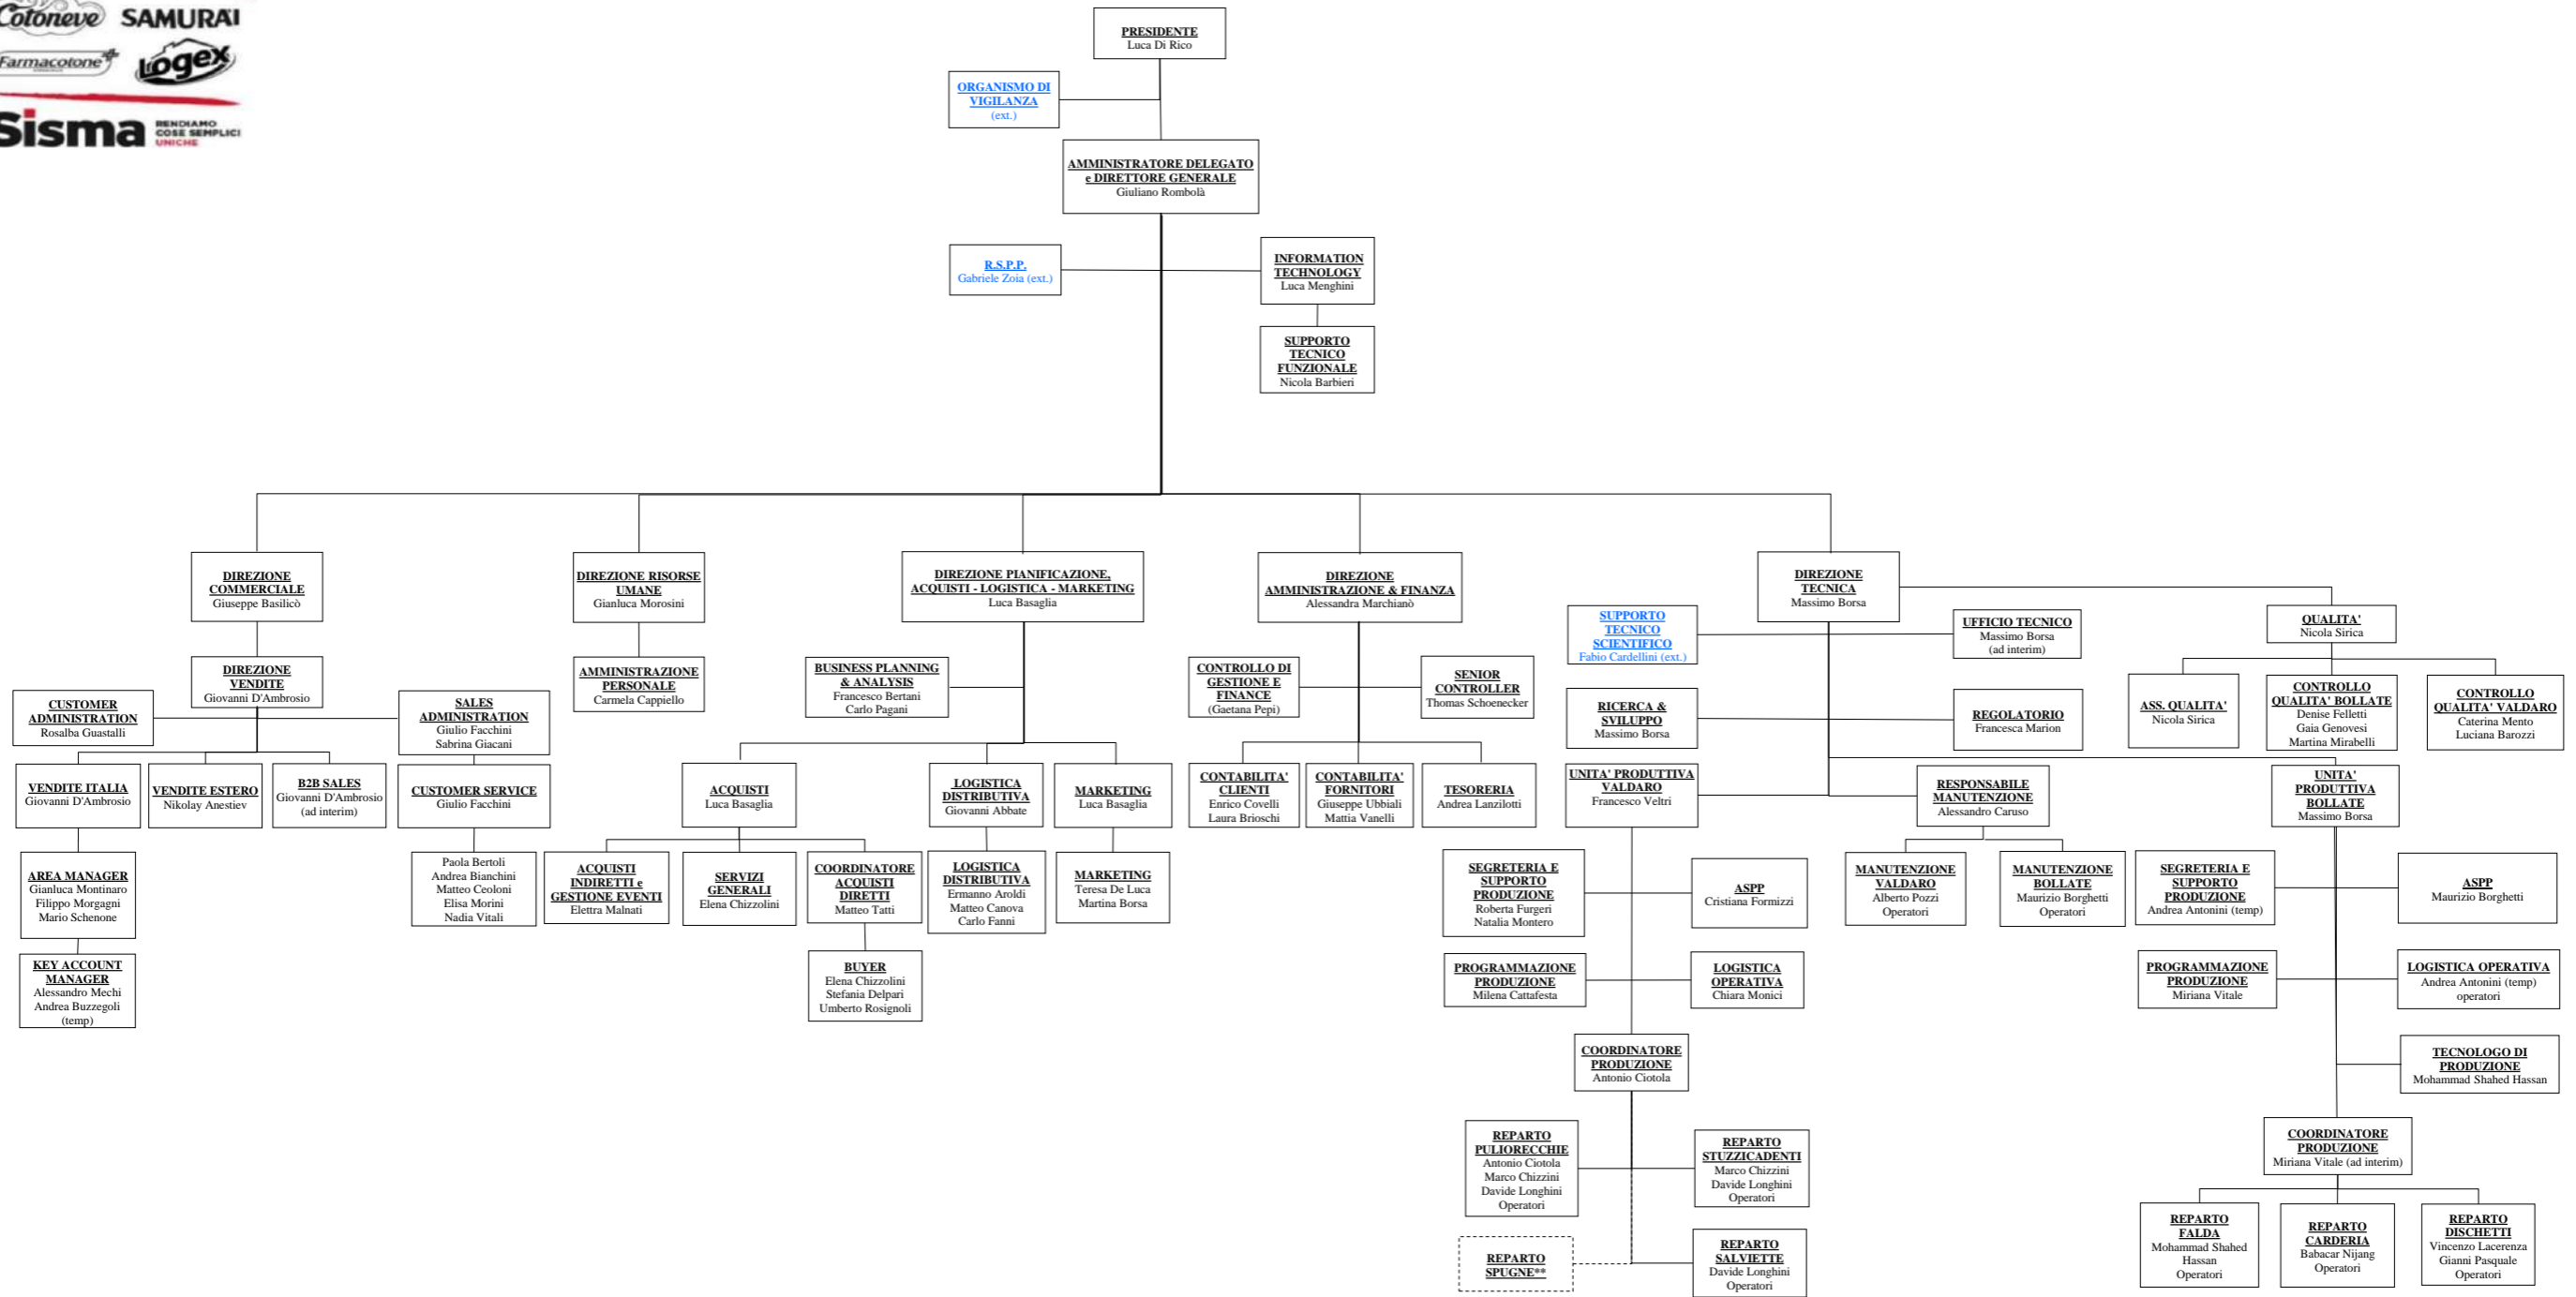 Cotoneve SAMURAI
Farmacotone Logex
Sisma RENDIAMO
COSE SEMPLICI
UNICHE
PRESIDENTE
Luca Di Rico
ORGANISMO DI
VIGILANZA
(ext.)
AMMINISTRATORE DELEGATO
e DIRETTORE GENERALE
Giuliano Rombolà
R.S.P.P.
Gabriele Zoia (ext.)
INFORMATION
TECHNOLOGY
Luca Menghini
SUPPORTO
TECNICO
FUNZIONALE
Nicola Barbieri
DIREZIONE
COMMERCIALE
Giuseppe Basilicò
DIREZIONE RISORSE
UMANE
Gianluca Morosini
DIREZIONE PIANIFICAZIONE,
ACQUISTI - LOGISTICA - MARKETING
Luca Basaglia
DIREZIONE
AMMINISTRAZIONE & FINANZA
Alessandra Marchianò
DIREZIONE
TECNICA
Massimo Borsa
DIREZIONE
VENDITE
Giovanni D'Ambrosio
CUSTOMER
ADMINISTRATION
Rosalba Guastalli
SALES
ADMINISTRATION
Giulio Facchini
Sabrina Giacani
VENDITE ITALIA
Giovanni D'Ambrosio
VENDITE ESTERO
Nikolay Anestiev
B2B SALES
Giovanni D'Ambrosio
(ad interim)
CUSTOMER SERVICE
Giulio Facchini
AREA MANAGER
Gianluca Montinaro
Filippo Morgagni
Mario Schenone
Paola Bertoli
Andrea Bianchini
Matteo Ceoloni
Elisa Morini
Nadia Vitali
KEY ACCOUNT
MANAGER
Alessandro Mechi
Andrea Buzzegoli
(temp)
AMMINISTRAZIONE
PERSONALE
Carmela Cappiello
BUSINESS PLANNING
& ANALYSIS
Francesco Bertani
Carlo Pagani
ACQUISTI
Luca Basaglia
LOGISTICA
DISTRIBUTIVA
Giovanni Abbate
MARKETING
Luca Basaglia
ACQUISTI
INDIRETTI e
GESTIONE EVENTI
Elettra Malnati
SERVIZI
GENERALI
Elena Chizzolini
COORDINATORE
ACQUISTI
DIRETTI
Matteo Tatti
LOGISTICA
DISTRIBUTIVA
Ermanno Aroldi
Matteo Canova
Carlo Fanni
MARKETING
Teresa De Luca
Martina Borsa
BUYER
Elena Chizzolini
Stefania Delpari
Umberto Rosignoli
CONTROLLO DI
GESTIONE E
FINANCE
(Gaetana Pepi)
SENIOR
CONTROLLER
Thomas Schoenecker
CONTABILITA'
CLIENTI
Enrico Covelli
Laura Brioschi
CONTABILITA'
FORNITORI
Giuseppe Ubbiali
Mattia Vanelli
TESORERIA
Andrea Lanzilotti
SUPPORTO
TECNICO
SCIENTIFICO
Fabio Cardellini (ext.)
UFFICIO TECNICO
Massimo Borsa
(ad interim)
QUALITA'
Nicola Sirica
RICERCA &
SVILUPPO
Massimo Borsa
REGOLATORIO
Francesca Marion
ASS. QUALITA'
Nicola Sirica
CONTROLLO
QUALITA' BOLLATE
Denise Felletti
Gaia Genovesi
Martina Mirabelli
CONTROLLO
QUALITA' VALDARO
Caterina Mento
Luciana Barozzi
UNITA' PRODUTTIVA
VALDARO
Francesco Veltri
RESPONSABILE
MANUTENZIONE
Alessandro Caruso
UNITA'
PRODUTTIVA
BOLLATE
Massimo Borsa
SEGRETERIA E
SUPPORTO
PRODUZIONE
Roberta Furgeri
Natalia Montero
ASPP
Cristiana Formizzi
MANUTENZIONE
VALDARO
Alberto Pozzi
Operatori
MANUTENZIONE
BOLLATE
Maurizio Borghetti
Operatori
SEGRETERIA E
SUPPORTO
PRODUZIONE
Andrea Antonini (temp)
ASPP
Maurizio Borghetti
PROGRAMMAZIONE
PRODUZIONE
Milena Cattafesta
LOGISTICA
OPERATIVA
Chiara Monici
PROGRAMMAZIONE
PRODUZIONE
Miriana Vitale
LOGISTICA OPERATIVA
Andrea Antonini (temp)
operatori
COORDINATORE
PRODUZIONE
Antonio Ciotola
TECNOLOGO DI
PRODUZIONE
Mohammad Shahed Hassan
REPARTO
PULIORECCHIE
Antonio Ciotola
Marco Chizzini
Davide Longhini
Operatori
REPARTO
STUZZICADENTI
Marco Chizzini
Davide Longhini
Operatori
COORDINATORE
PRODUZIONE
Miriana Vitale (ad interim)
REPARTO
SPUGNE**
REPARTO
SALVIETTE
Davide Longhini
Operatori
REPARTO
FALDA
Mohammad Shahed
Hassan
Operatori
REPARTO
CARDERIA
Babacar Nijang
Operatori
REPARTO
DISCHETTI
Vincenzo Lacerenza
Gianni Pasquale
Operatori